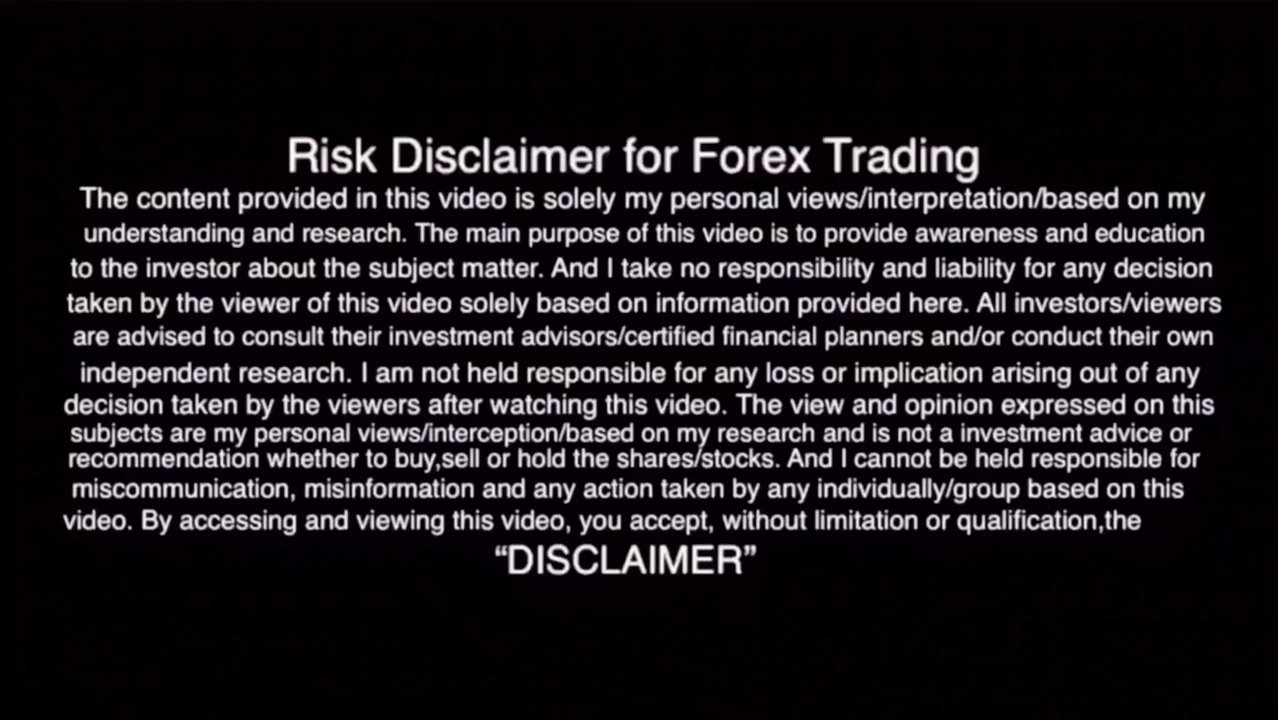 Risk Disclaimer for Forex Trading
The content provided in this video is solely my personal views/interpretation/based on my
understanding and research. The main purpose of this video is to provide awareness and education
to the investor about the subject matter. And I take no responsibility and liability for any decision
taken by the viewer of this video solely based on information provided here. All investors/viewers
are advised to consult their investment advisors/certified financial planners and/or conduct their own
independent research. I am not held responsible for any loss or implication arising out of any
decision taken by the viewers after watching this video. The view and opinion expressed on this
subjects are my personal views/interception/based on my research and is not a investment advice or
recommendation whether to buy,sell or hold the shares/stocks. And I cannot be held responsible for
miscommunication, misinformation and any action taken by any individually/group based on this
video. By accessing and viewing this video, you accept, without limitation or qualification,the
“DISCLAIMER”